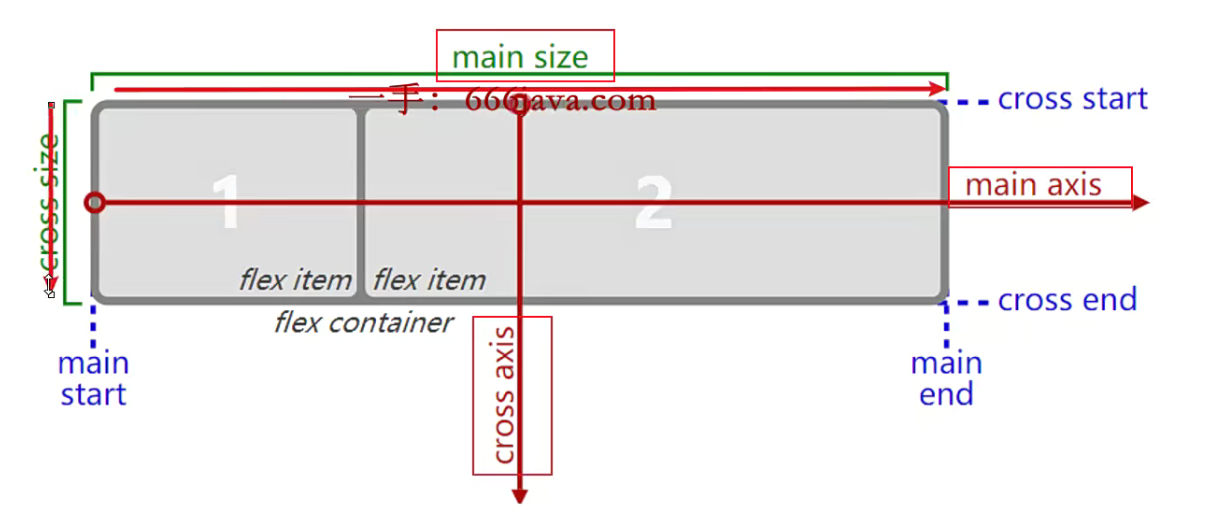 main size
一手：666java.com
cross start
cross size
1
2
main axis
flex item
flex item
cross end
flex container
cross axis
main
start
main
end